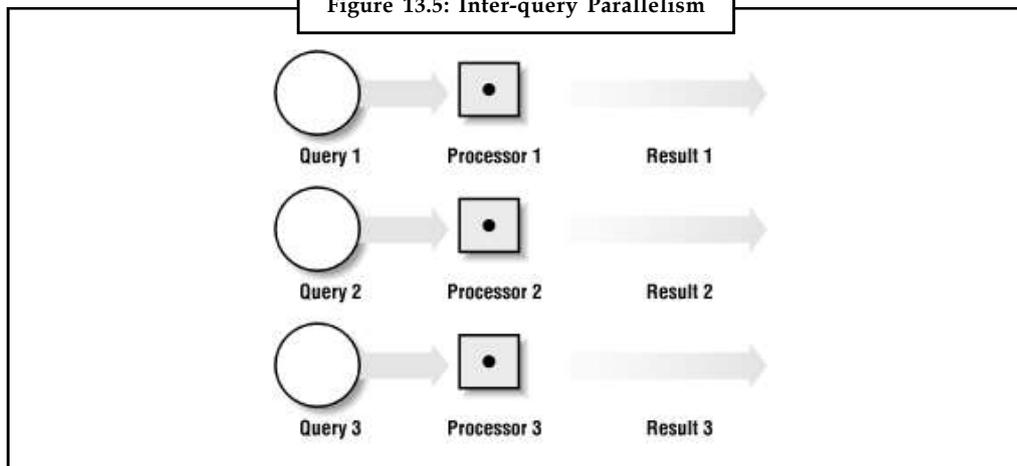 Figure 13.5: Inter-query Parallelism
Query 1 Processor 1 Result 1
Query 2 Processor 2 Result 2
Query 3 Processor 3 Result 3